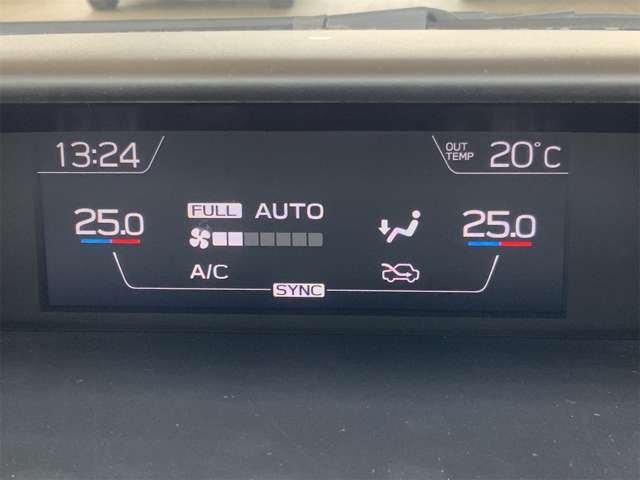 13:24
OUT TEMP 20°C
25.0
FULL AUTO
25.0
A/C
SYNC